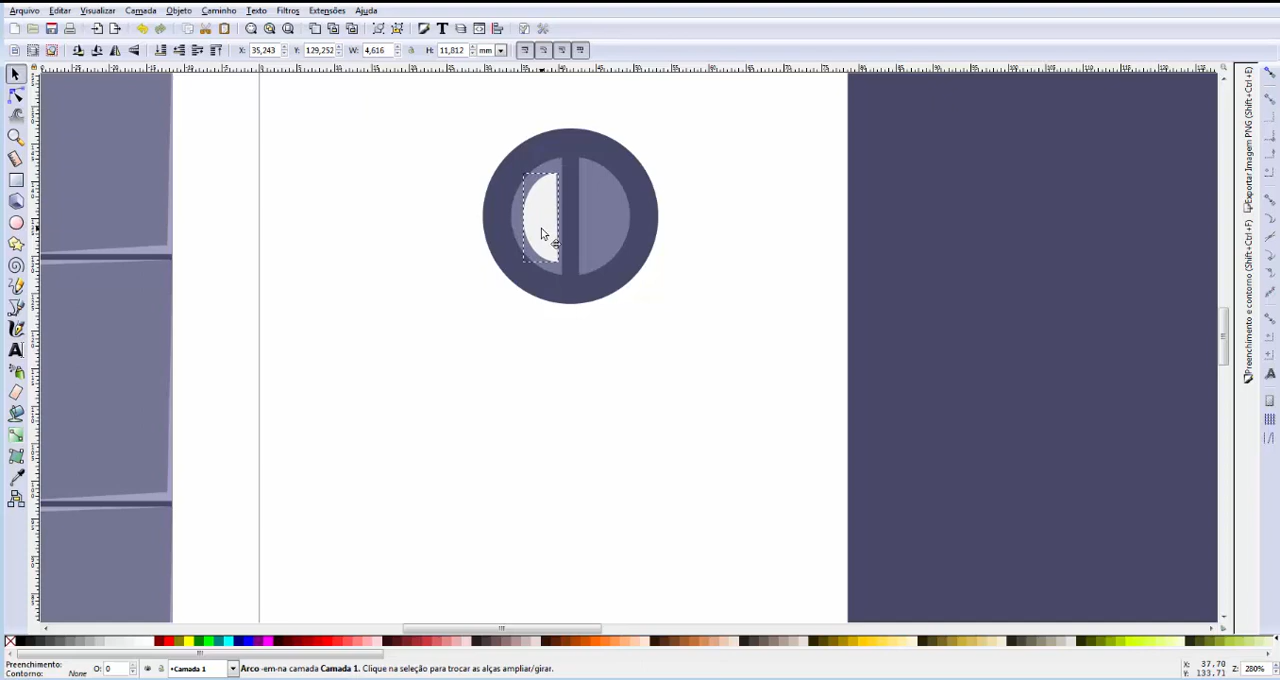 Arquivo Editar Visualizar Camada Objeto Caminho Texto Filtros Extensões Ajuda
X: 35,243 Y: 129,252 W: 4,616 H: 11,812 mm
Exportar Imagem PNG (Shift+Ctrl+E)
Preenchimento e contorno (Shift+Ctrl+F)
Preenchimento: O: 0 •Camada 1 Arco -em-na camada Camada 1. Clique na seleção para trocar as alças ampliar/girar. X: 37.70 Z: 280%
Contorno: None Y: 133.71